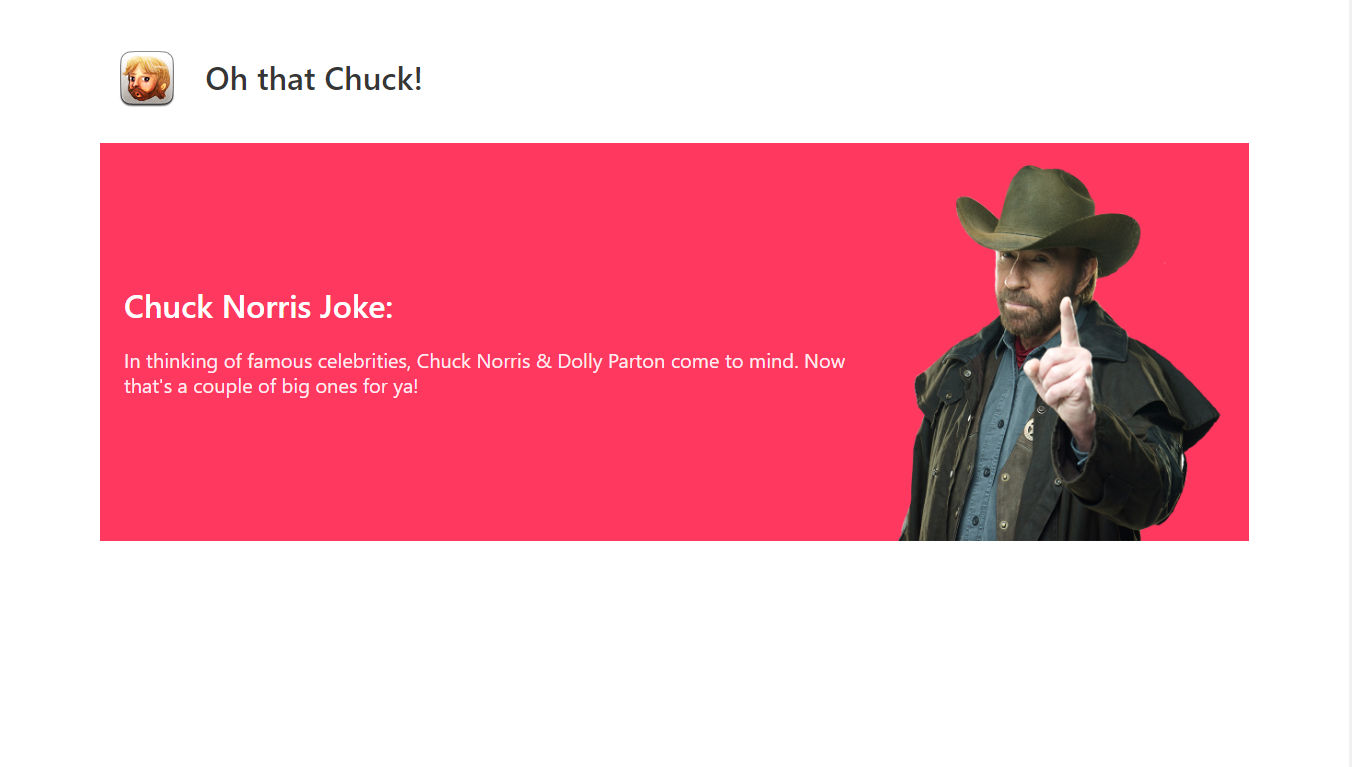 Oh that Chuck!
Chuck Norris Joke:
In thinking of famous celebrities, Chuck Norris & Dolly Parton come to mind. Now
that's a couple of big ones for ya!